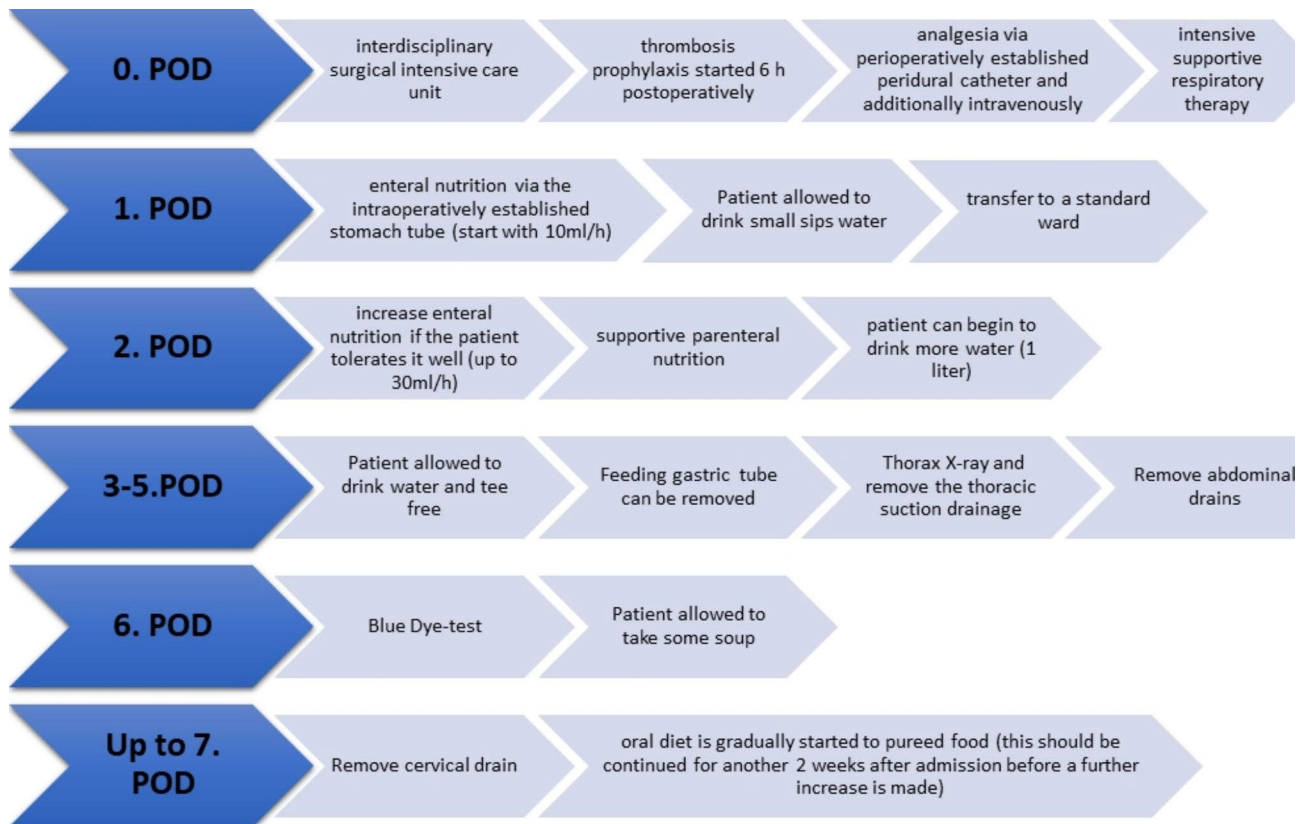 0. POD
interdisciplinary
surgical intensive care
unit
thrombosis
prophylaxis started 6 h
postoperatively
analgesia via
perioperatively established
peridural catheter and
additionally intravenously
intensive
supportive
respiratory
therapy
1. POD
enteral nutrition via the
intraoperatively established
stomach tube (start with 10ml/h)
Patient allowed to
drink small sips water
transfer to a standard
ward
2. POD
increase enteral
nutrition if the patient
tolerates it well (up to
30ml/h)
supportive parenteral
nutrition
patient can begin to
drink more water (1
liter)
3-5.POD
Patient allowed to
drink water and tee
free
Feeding gastric tube
can be removed
Thorax X-ray and
remove the thoracic
suction drainage
Remove abdominal
drains
6. POD
Blue Dye-test
Patient allowed to
take some soup
Up to 7.
POD
Remove cervical drain
oral diet is gradually started to pureed food (this should be
continued for another 2 weeks after admission before a further
increase is made)